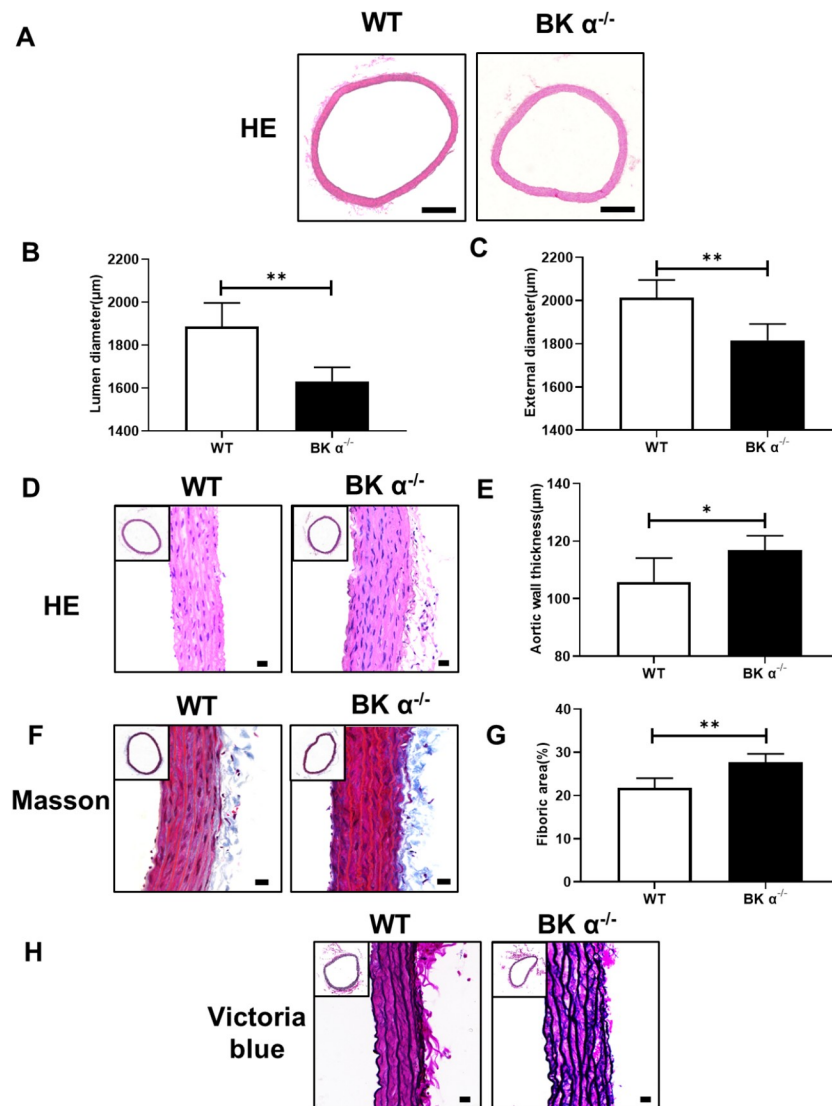 A
WT
BK α-/-
HE
B
2200
2000
1800
1600
1400
Lumen diameter(μm)
**
WT
BK α-/-
C
2200
2000
1800
1600
1400
External diameter(μm)
**
WT
BK α-/-
D
WT
BK α-/-
HE
E
140
120
100
80
Aortic wall thickness(μm)
*
WT
BK α-/-
F
WT
BK α-/-
Masson
G
40
30
20
10
0
Fiboric area(%)
**
WT
BK α-/-
H
WT
BK α-/-
Victoria
blue